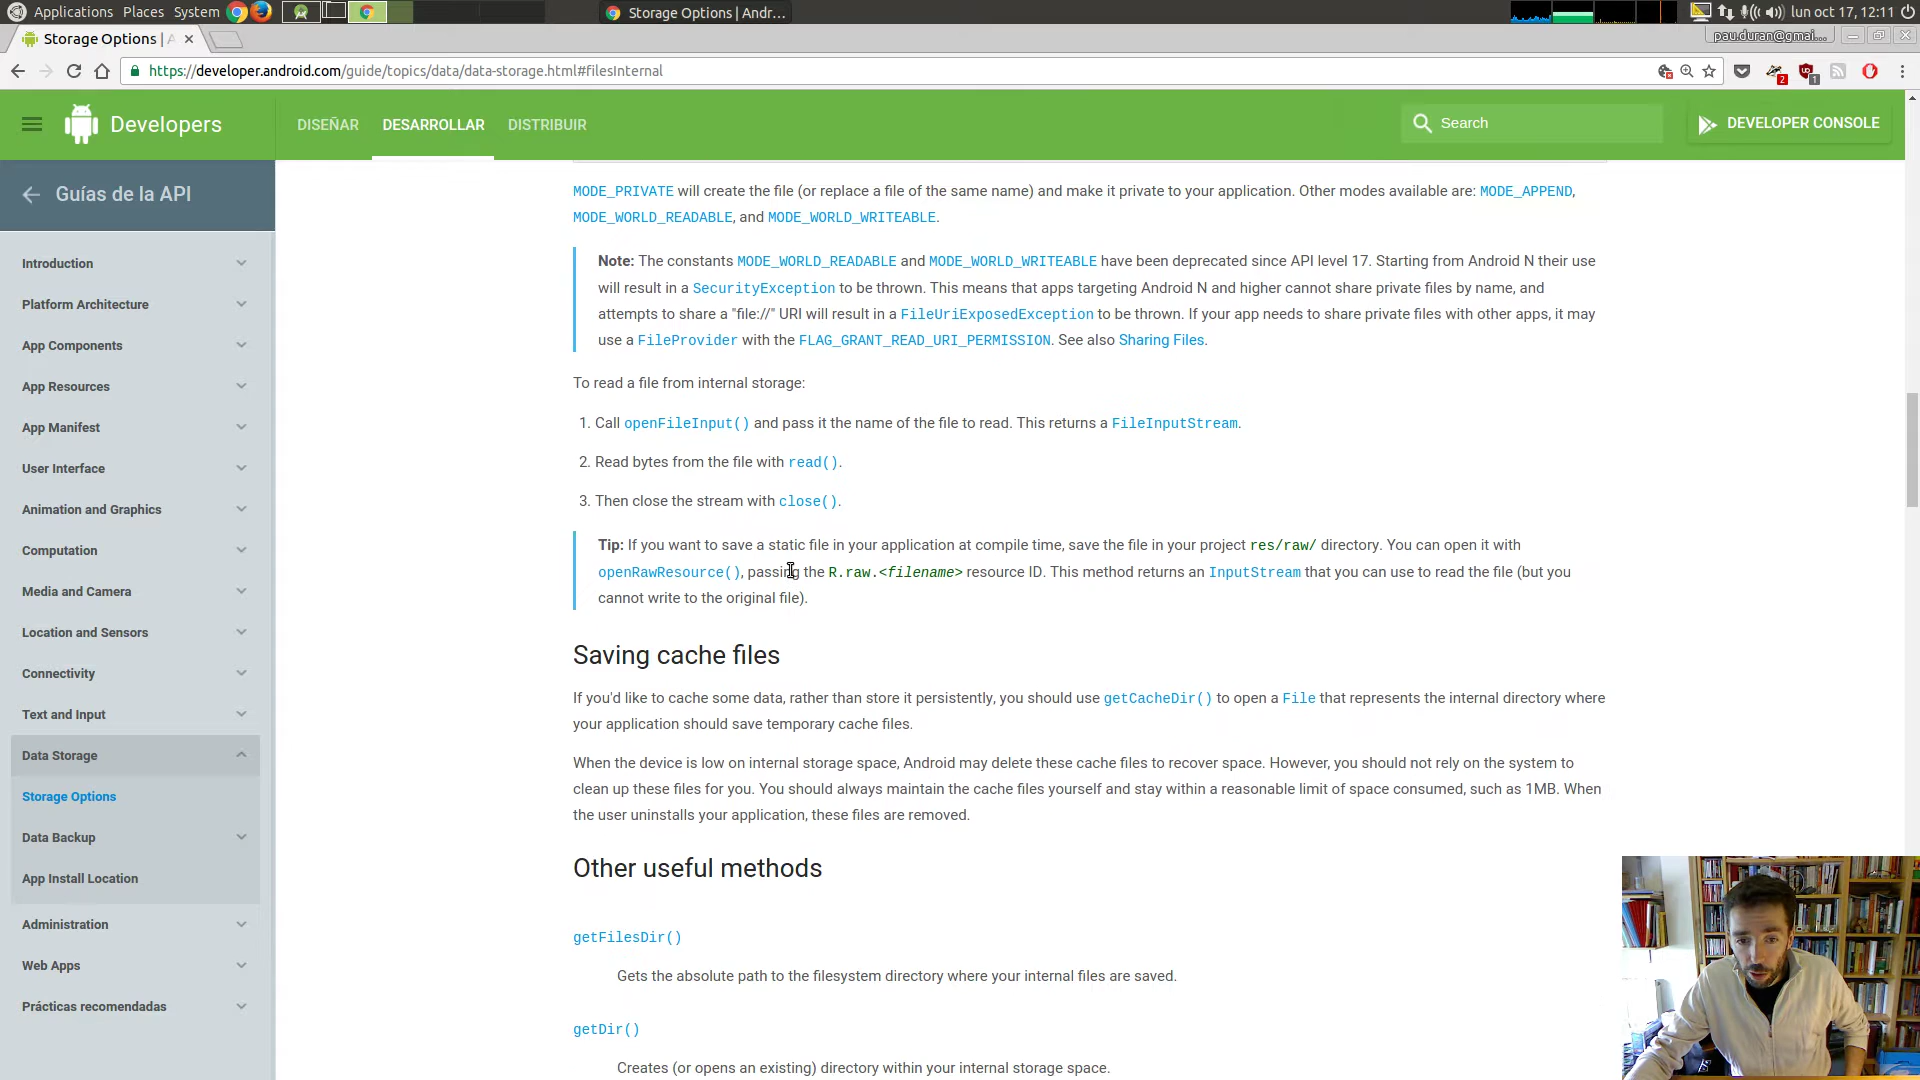 Applications Places System
Storage Options | Andr...
lun oct 17, 12:11
Storage Options | A
pau.duran@gmai...
https://developer.android.com/guide/topics/data/data-storage.html#filesInternal
2
1
Developers
DISEÑAR
DESARROLLAR
DISTRIBUIR
Search
DEVELOPER CONSOLE
Guías de la API
Introduction
Platform Architecture
App Components
App Resources
App Manifest
User Interface
Animation and Graphics
Computation
Media and Camera
Location and Sensors
Connectivity
Text and Input
Data Storage
Storage Options
Data Backup
App Install Location
Administration
Web Apps
Prácticas recomendadas
MODE_PRIVATE will create the file (or replace a file of the same name) and make it private to your application. Other modes available are: MODE_APPEND,
MODE_WORLD_READABLE, and MODE_WORLD_WRITEABLE.
Note: The constants MODE_WORLD_READABLE and MODE_WORLD_WRITEABLE have been deprecated since API level 17. Starting from Android N their use
will result in a SecurityException to be thrown. This means that apps targeting Android N and higher cannot share private files by name, and
attempts to share a "file://" URI will result in a FileUriExposedException to be thrown. If your app needs to share private files with other apps, it may
use a FileProvider with the FLAG_GRANT_READ_URI_PERMISSION. See also Sharing Files.
To read a file from internal storage:
1. Call openFileInput() and pass it the name of the file to read. This returns a FileInputStream.
2. Read bytes from the file with read().
3. Then close the stream with close().
Tip: If you want to save a static file in your application at compile time, save the file in your project res/raw/ directory. You can open it with
openRawResource(), passing the R.raw.<filename> resource ID. This method returns an InputStream that you can use to read the file (but you
cannot write to the original file).
Saving cache files
If you'd like to cache some data, rather than store it persistently, you should use getCacheDir() to open a File that represents the internal directory where
your application should save temporary cache files.
When the device is low on internal storage space, Android may delete these cache files to recover space. However, you should not rely on the system to
clean up these files for you. You should always maintain the cache files yourself and stay within a reasonable limit of space consumed, such as 1MB. When
the user uninstalls your application, these files are removed.
Other useful methods
getFilesDir()
Gets the absolute path to the filesystem directory where your internal files are saved.
getDir()
Creates (or opens an existing) directory within your internal storage space.